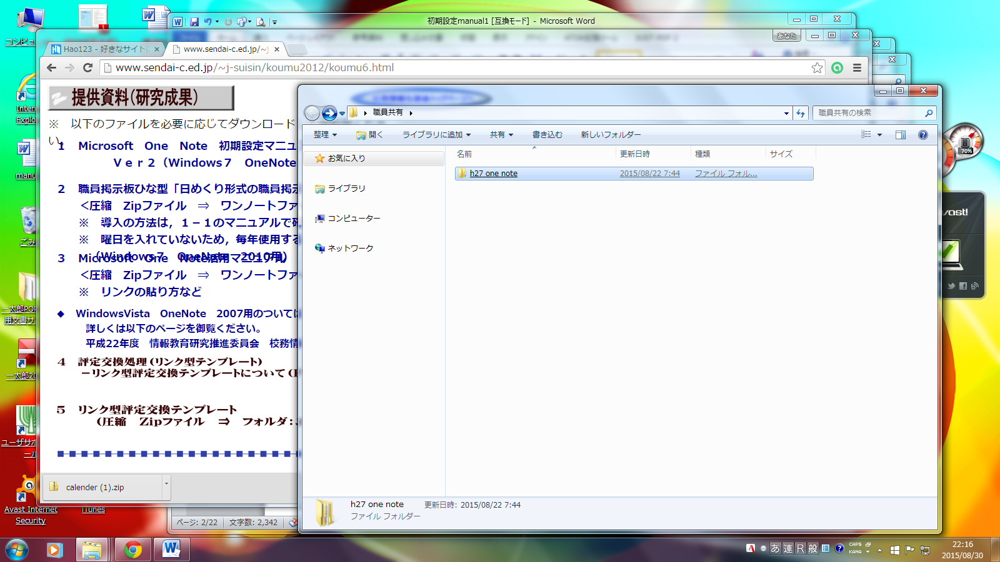 初期設定manual1 [互換モード] - Microsoft Word
あなた
Hao123 - 好きなサイト
www.sendai-c.ed.jp/~j
www.sendai-c.ed.jp/~j-suisin/koumu2012/koumu6.html
提供資料(研究成果)
※ 以下のファイルを必要に応じてダウンロード
い。
1 Microsoft One Note 初期設定マニュ
Ver２（Windows７ OneNote
2 職員掲示板ひな型「日めくり形式の職員掲示
＜圧縮 Zipファイル ⇒ ワンノートファ
※ 導入の方法は，１－１のマニュアルで確
※ 曜日を入れていないため，毎年使用する
（Windows７ OneNote 2010用）
3 Microsoft One Note活用マニュアル
＜圧縮 Zipファイル ⇒ ワンノートファ
※ リンクの貼り方など
◆ WindowsVista OneNote 2007用のついては
詳しくは以下のページを御覧ください。
平成22年度 情報教育研究推進委員会 校務情
4 評定交換処理(リンク型テンプレート)
－リンク型評定交換テンプレートについて(
5 リンク型評定交換テンプレート
(圧縮 Zipファイル ⇒ フォルダ:
calender (1).zip
ページ: 2/22 文字数: 2,342
職員共有
職員共有の検索
整理 開く ライブラリに追加 共有 書き込む 新しいフォルダー
お気に入り
ライブラリ
コンピューター
ネットワーク
名前 更新日時 種類 サイズ
h27 one note 2015/08/22 7:44 ファイル フォル...
h27 one note 更新日時: 2015/08/22 7:44
ファイル フォルダー
コンピュ
Intern
Explo
manu
ごみ
一太郎POP
用文書サ
一太郎20
ユーザサポ
ール
Avast Internet
Security
iTunes
70%
vast!
A あ 連 R 般 CAPS
KANA
22:16
2015/08/30